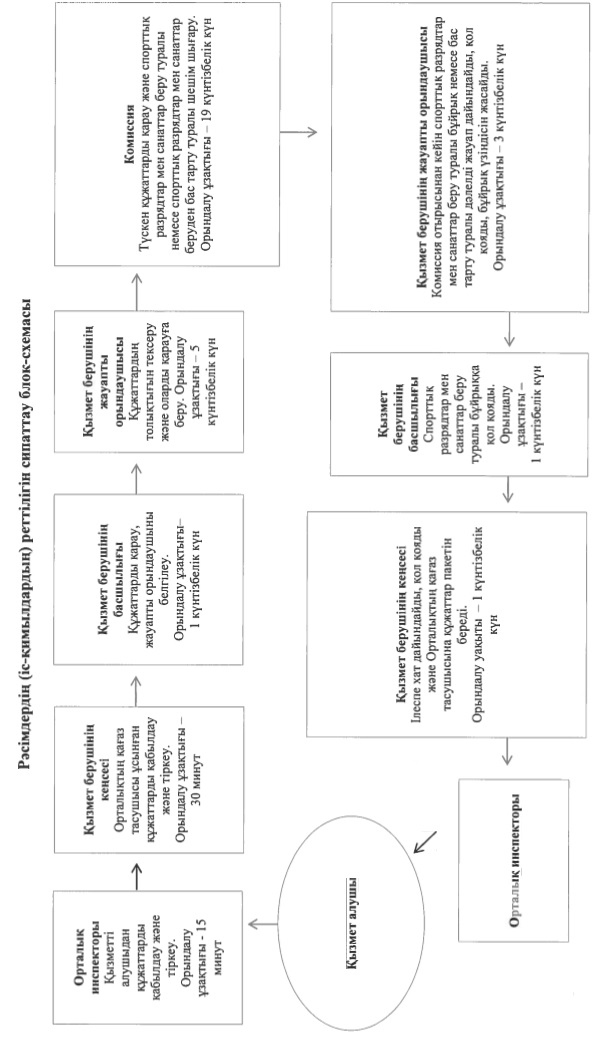 Рәсімдердің (іс-қимылдардың) реттілігін сипаттау блок-схемасы
Орталық
инспекторы
Қызметті
алушыдан
құжаттарды
қабылдау және
тіркеу.
Орындалу
ұзақтығы - 15
минут
Қызмет берушінің
кеңсесі
Орталықтың қағаз
тасушысы ұсынған
құжаттарды қабылдау
және тіркеу.
Орындалу ұзақтығы –
30 минут
Қызмет берушінің
басшылығы
Құжаттарды қарау,
жауапты орындаушыны
белгілеу.
Орындалу ұзақтығы–
1 күнтізбелік күн
Қызмет берушінің
жауапты
орындаушысы
Құжаттардың
толықтығын тексеру
және оларды қарауға
беру. Орындалу
ұзақтығы – 5
күнтізбелік күн
Комиссия
Түскен құжаттарды қарау және спорттық
разрядтар мен санаттар беру туралы
немесе спорттық разрядтар мен санаттар
беруден бас тарту туралы шешім шығару.
Орындалу ұзақтығы – 19 күнтізбелік күн
Қызмет берушінің жауапты орындаушысы
Комиссия отырысынан кейін спорттық разрядтар
мен санаттар беру туралы бұйрық немесе бас
тарту туралы дәлелді жауап дайындайды, қол
қояды, бұйрық үзіндісін жасайды.
Орындалу ұзақтығы – 3 күнтізбелік күн
Қызмет
берушінің
басшылығы
Спорттық
разрядтар мен
санаттар беру
туралы бұйрыққа
қол қояды.
Орындалу
ұзақтығы –
1 күнтізбелік күн
Қызмет берушінің кеңсесі
Ілеспе хат дайындайды, қол қояды
және Орталықтың қағаз
тасушысына құжаттар пакетін
береді.
Орындалу уақыты – 1 күнтізбелік
күн
Орталық инспекторы
Қызмет алушы